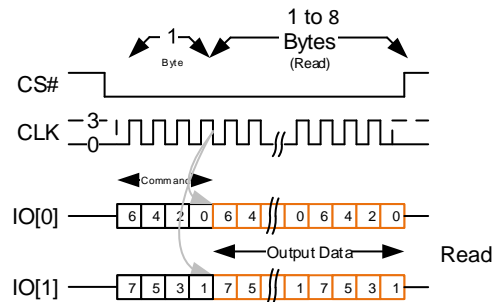 1 to 8
1 Bytes
Byte (Read)
CS#
CLK 3 0
Command
IO[0] 6 4 2 0 6 4 0 6 4 2 0
Output Data Read
IO[1] 7 5 3 1 7 5 1 7 5 3 1